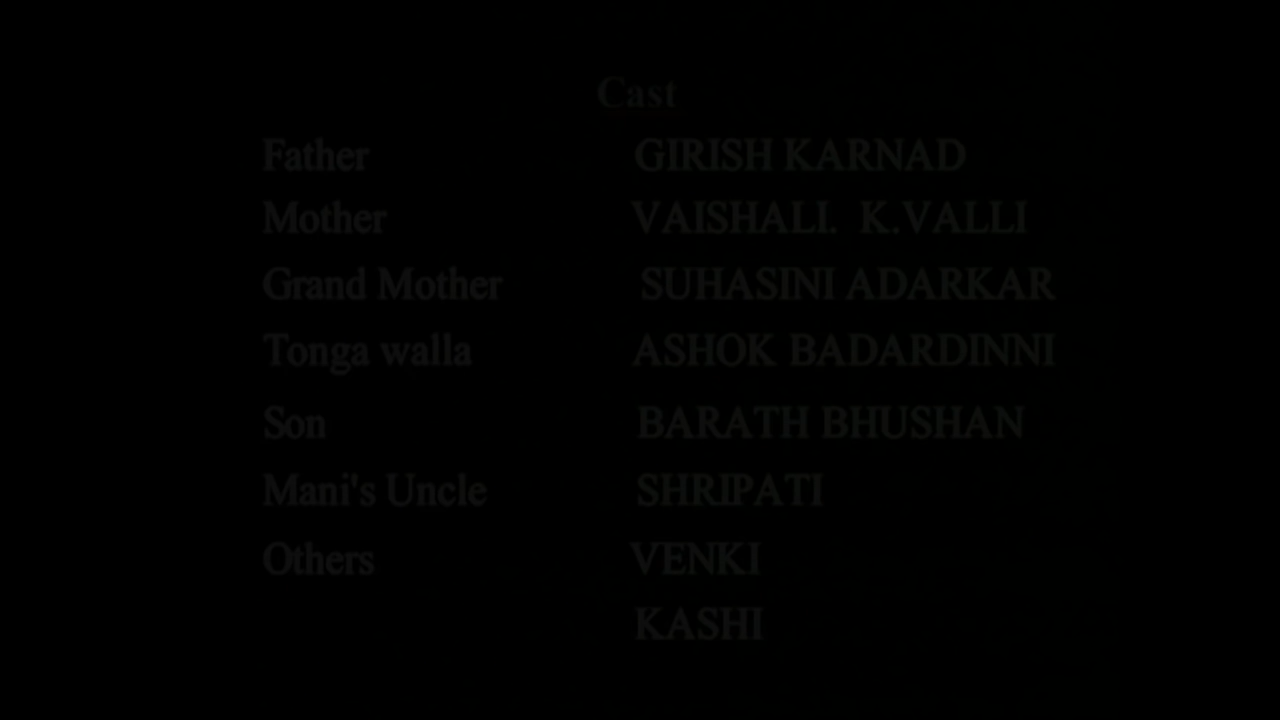 Cast
Father GIRISH KARNAD
Mother VAISHALI. K.VALLI
Grand Mother SUHASINI ADARKAR
Tonga walla ASHOK BADARDINNI
Son BARATH BHUSHAN
Mani's Uncle SHRIPATI
Others VENKI
KASHI